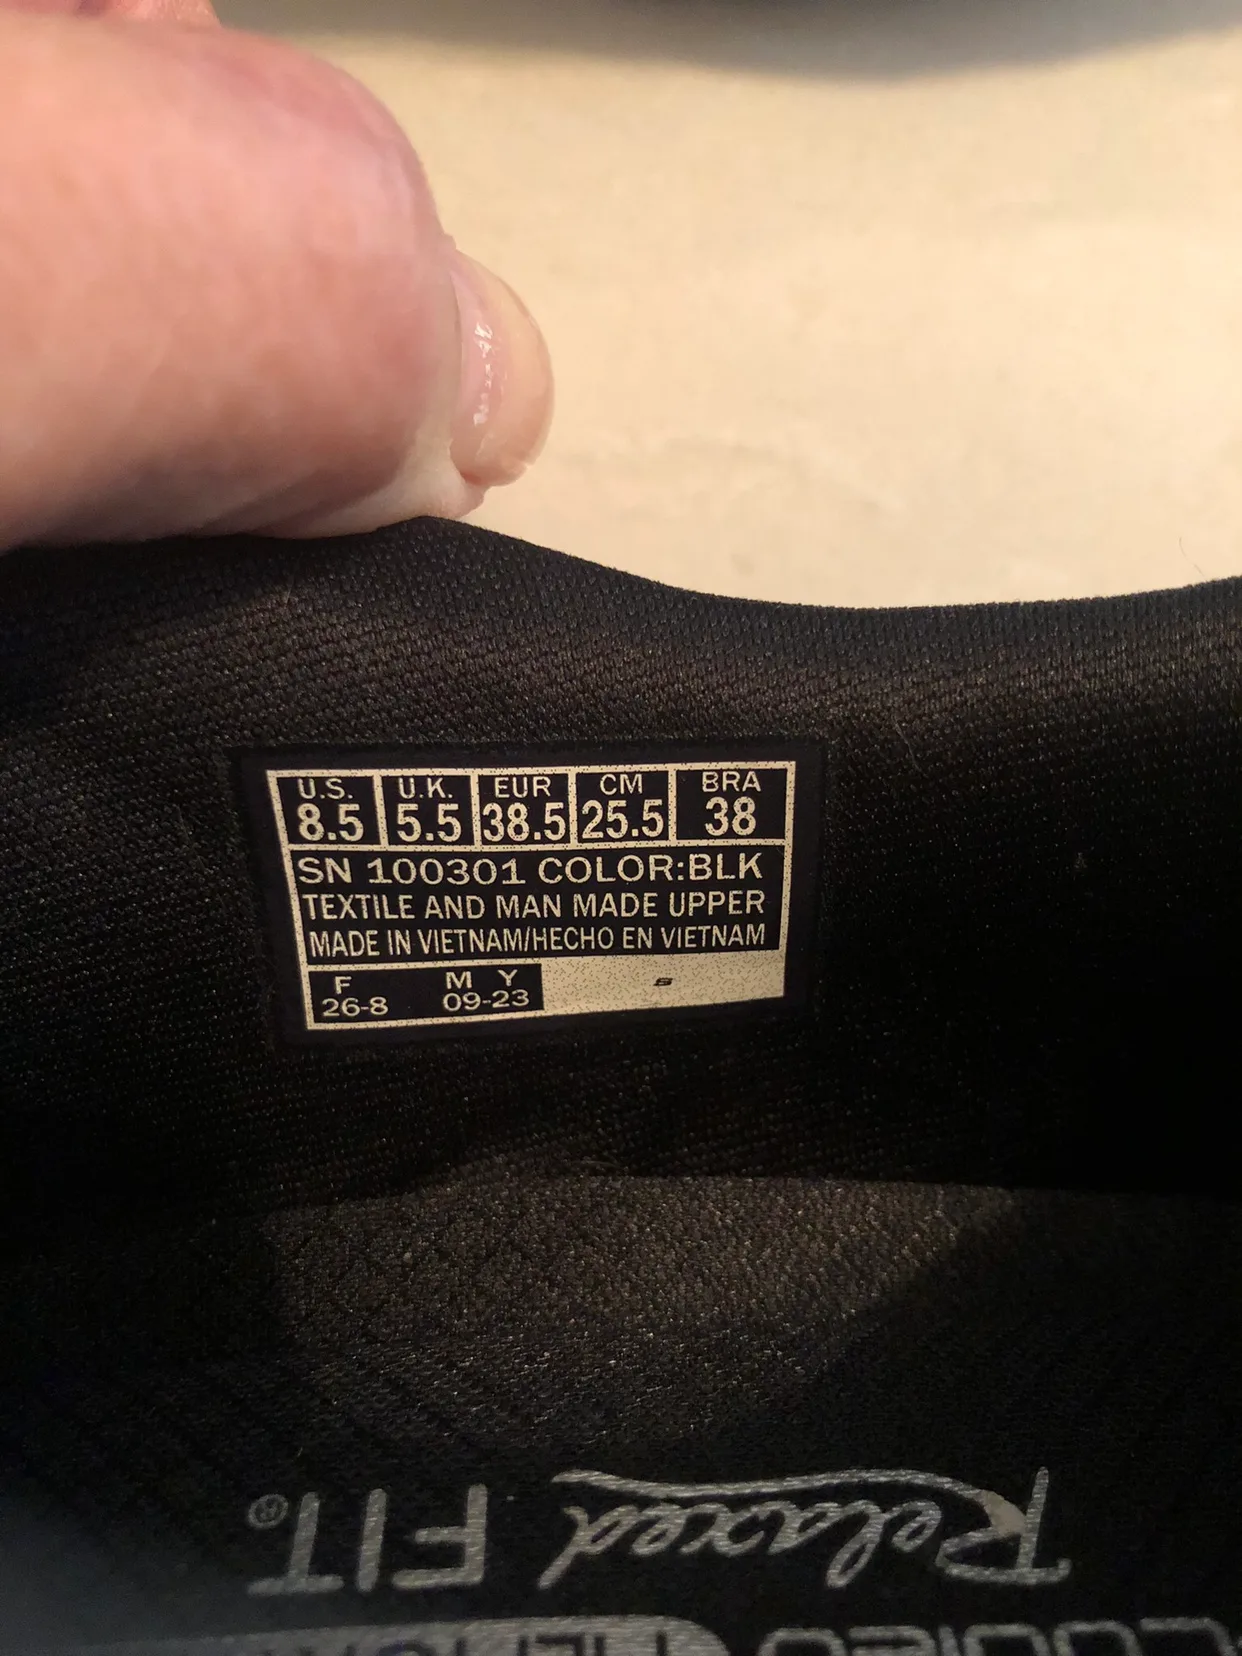 U.S. U.K. EUR CM BRA
8.5 5.5 38.5 25.5 38
SN 100301 COLOR:BLK
TEXTILE AND MAN MADE UPPER
MADE IN VIETNAM/HECHO EN VIETNAM
F M Y
26-8 09-23
Relaxed FIT®